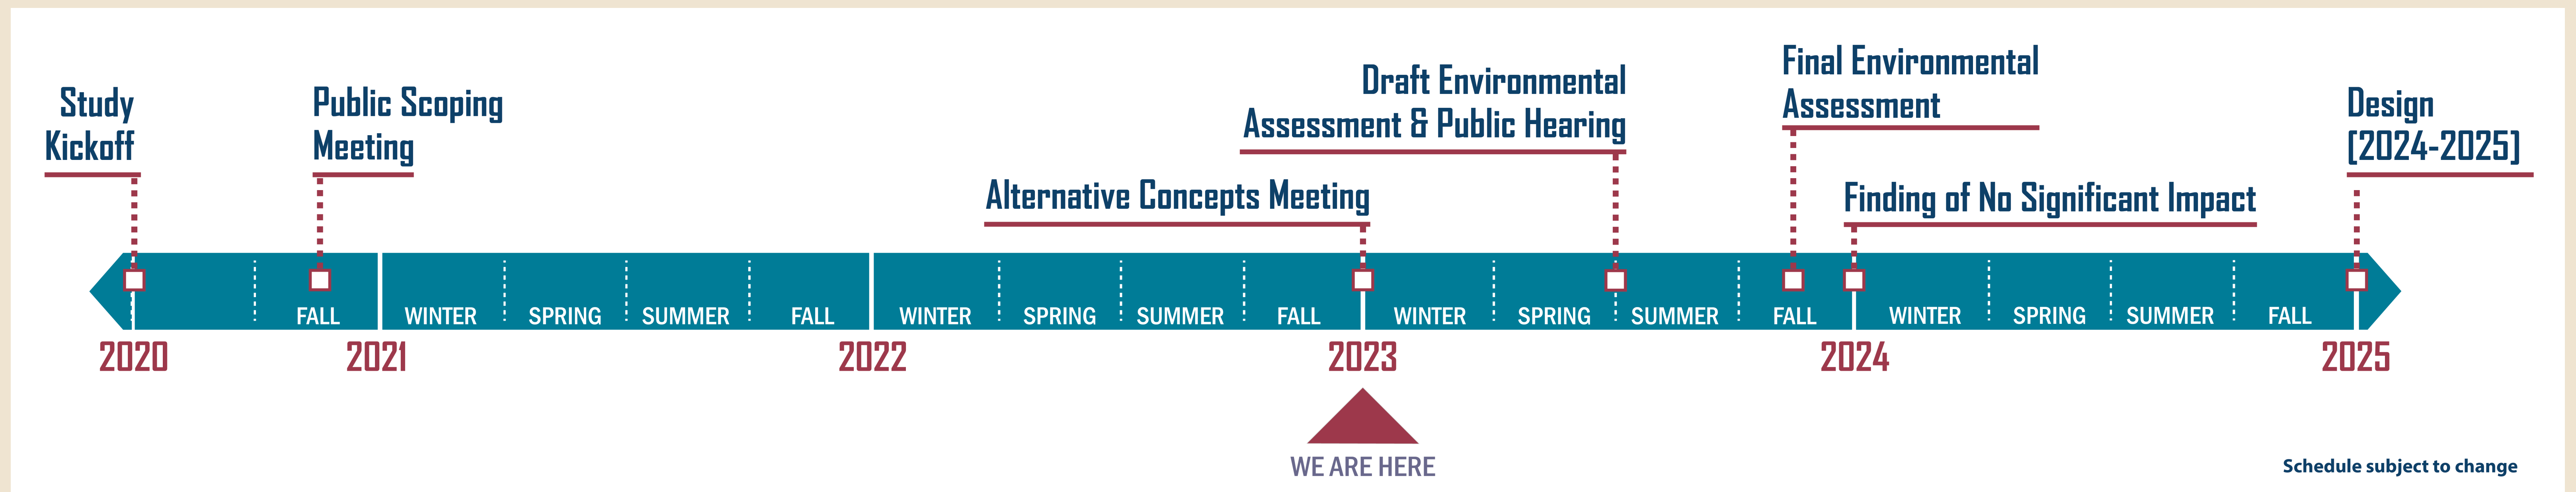 Study
Kickoff
Public Scoping
Meeting
Alternative Concepts Meeting
Draft Environmental
Assessment & Public Hearing
Final Environmental
Assessment
Finding of No Significant Impact
Design
(2024-2025)
FALL WINTER SPRING SUMMER FALL WINTER SPRING SUMMER FALL WINTER SPRING SUMMER FALL WINTER SPRING SUMMER FALL
2020 2021 2022 2023 2024 2025
WE ARE HERE
Schedule subject to change